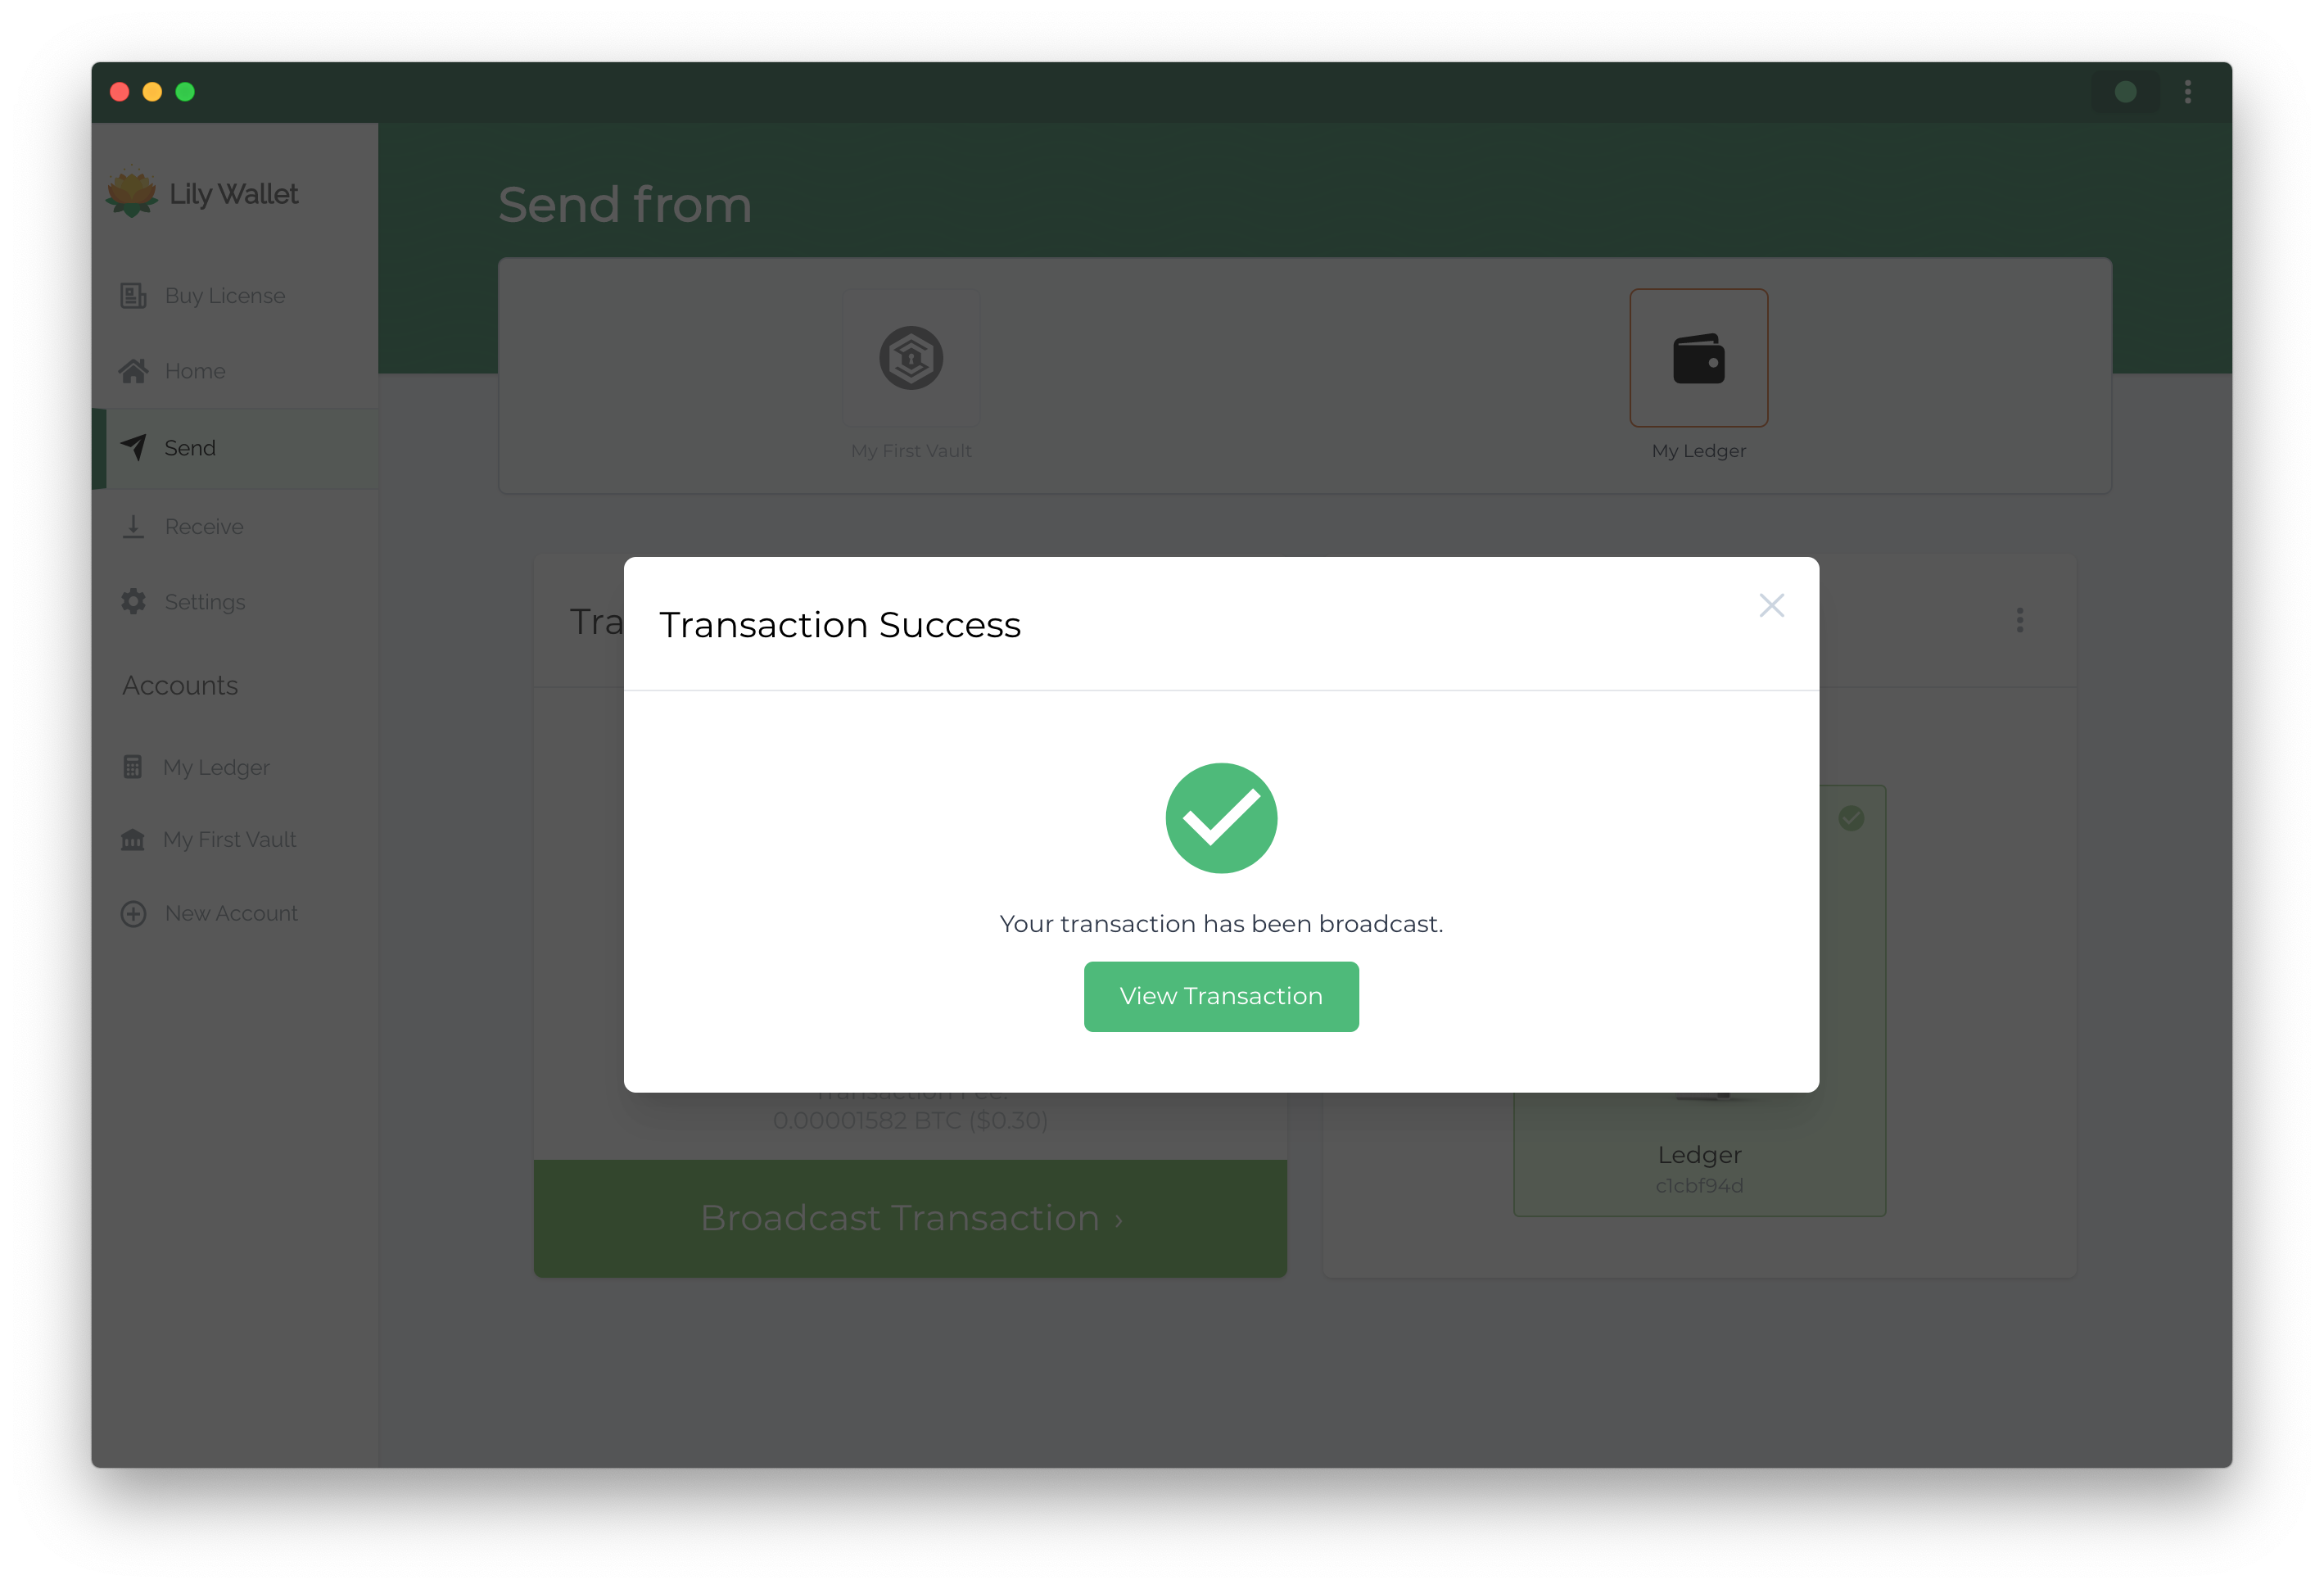 Lily Wallet
Buy License
Home
Send
Receive
Settings
Accounts
My Ledger
My First Vault
New Account
Send from
My First Vault
My Ledger
Tra
Transaction Success
Your transaction has been broadcast.
View Transaction
Transaction Fee:
0.00001582 BTC ($0.30)
Broadcast Transaction ›
Ledger
c1cbf94d